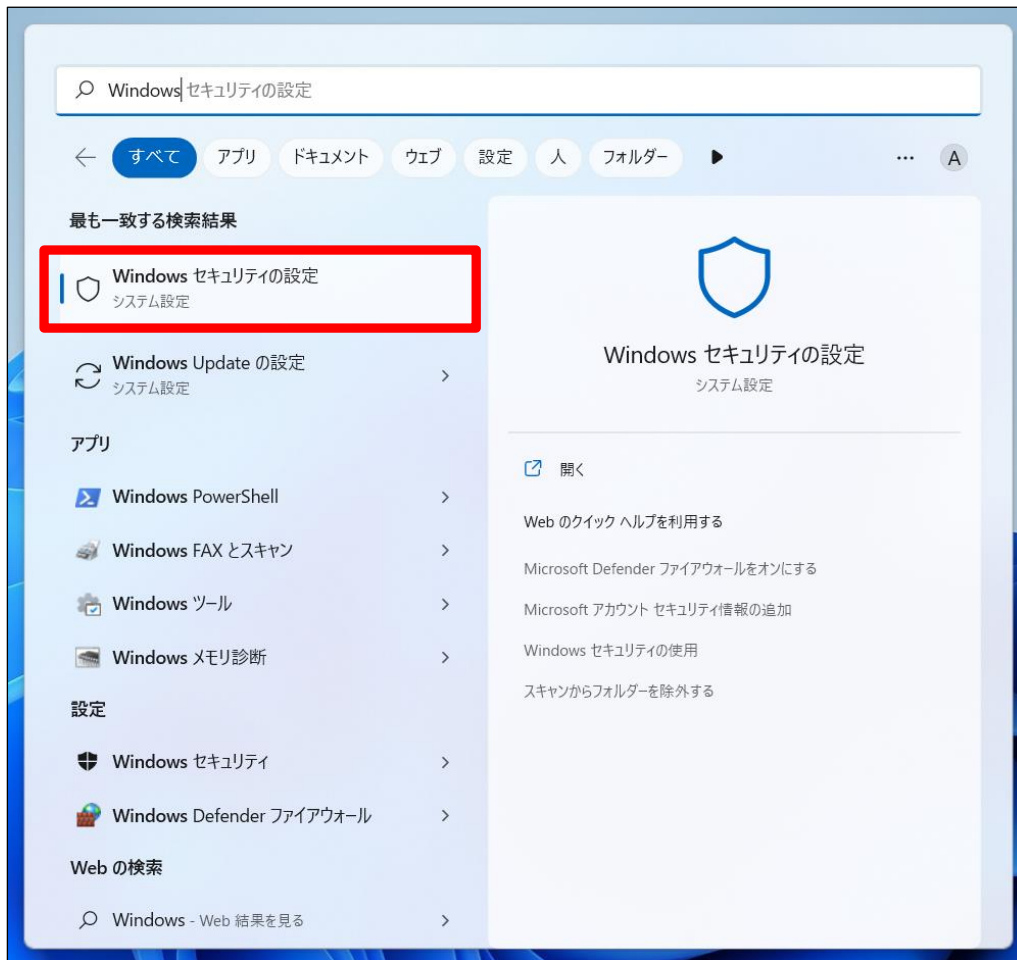 Windows セキュリティの設定
すべて アプリ ドキュメント ウェブ 設定 人 フォルダー ▶ … A
最も一致する検索結果
Windows セキュリティの設定
システム設定
Windows Update の設定
システム設定
アプリ
Windows PowerShell
Windows FAX とスキャン
Windows ツール
Windows メモリ診断
設定
Windows セキュリティ
Windows Defender ファイアウォール
Web の検索
Windows - Web 結果を見る
Windows セキュリティの設定
システム設定
開く
Web のクイック ヘルプを利用する
Microsoft Defender ファイアウォールをオンにする
Microsoft アカウント セキュリティ情報の追加
Windows セキュリティの使用
スキャンからフォルダーを除外する